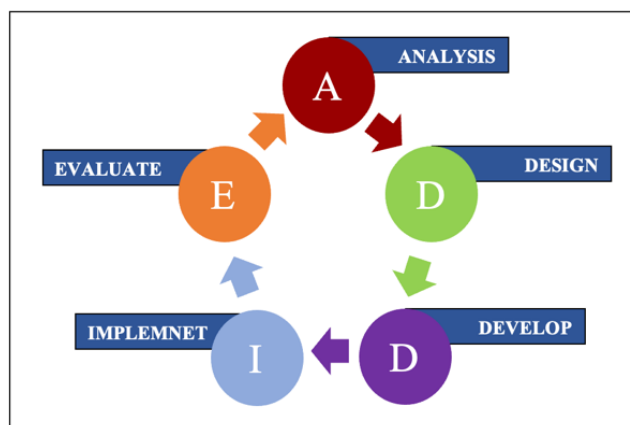 A
ANALYSIS
D
DESIGN
D
DEVELOP
I
IMPLEMNET
E
EVALUATE